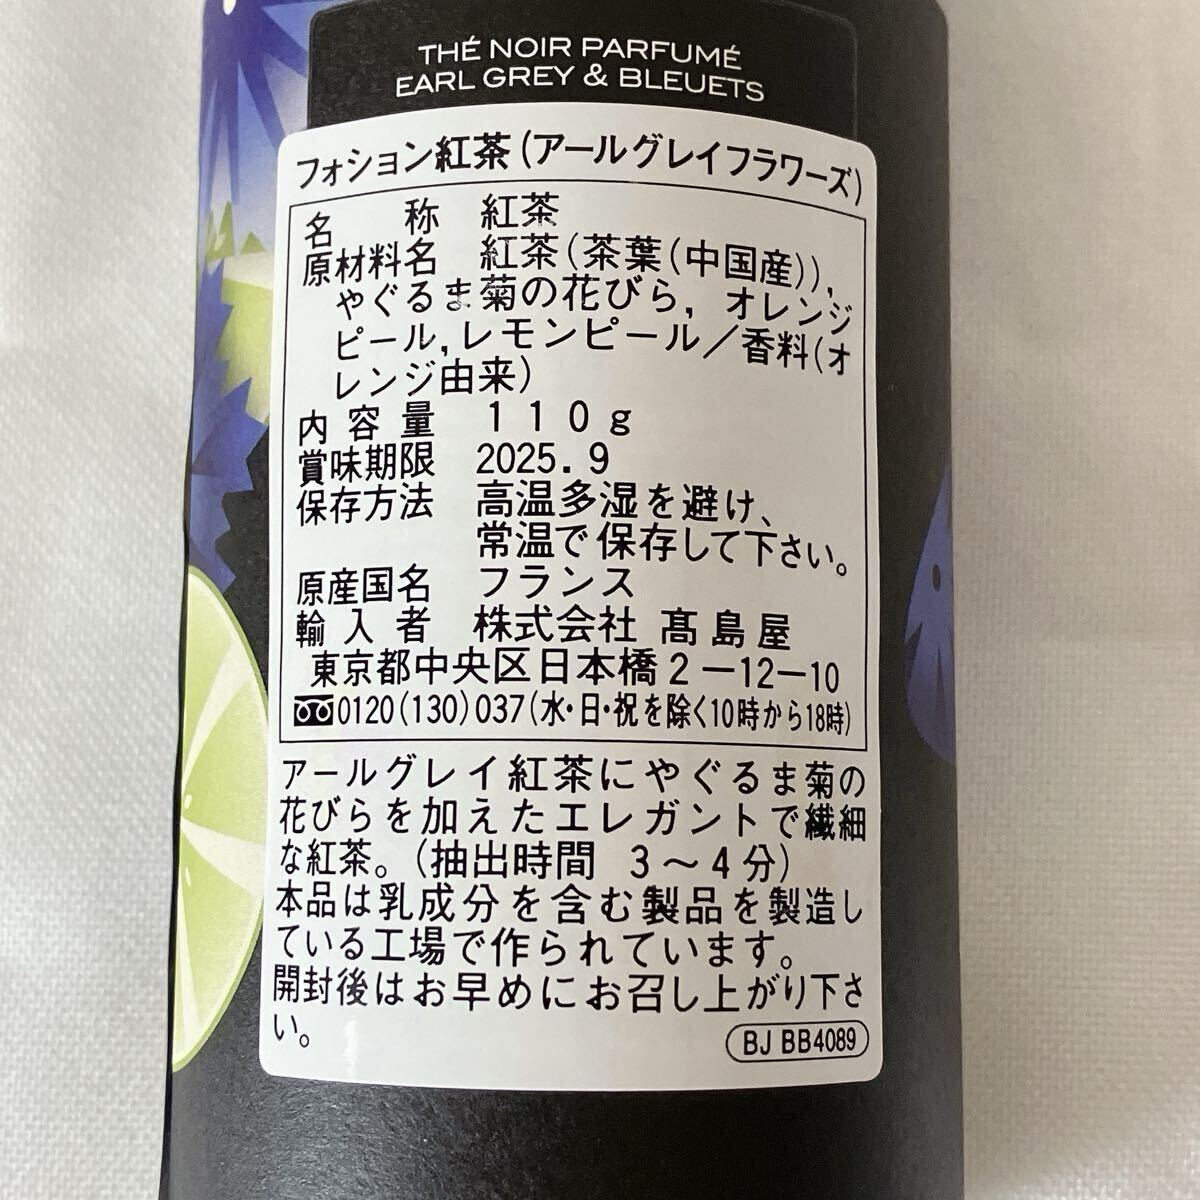 THÉ NOIR PARFUMÉ
EARL GREY & BLEUETS
フォション紅茶(アールグレイフラワーズ)
名称 紅茶
原材料名 紅茶(茶葉(中国産)),
やぐるま菊の花びら, オレンジ
ピール,レモンピール/香料(オ
レンジ由来)
内容量 110g
賞味期限 2025.9
保存方法 高温多湿を避け、
常温で保存して下さい。
原産国名 フランス
輸入者 株式会社 髙島屋
東京都中央区日本橋2-12-10
0120(130)037(水・日・祝を除く10時から18時)
アールグレイ紅茶にやぐるま菊の
花びらを加えたエレガントで繊細
な紅茶。(抽出時間 3~4分)
本品は乳成分を含む製品を製造し
ている工場で作られています。
開封後はお早めにお召し上がり下さ
い。
BJ BB4089